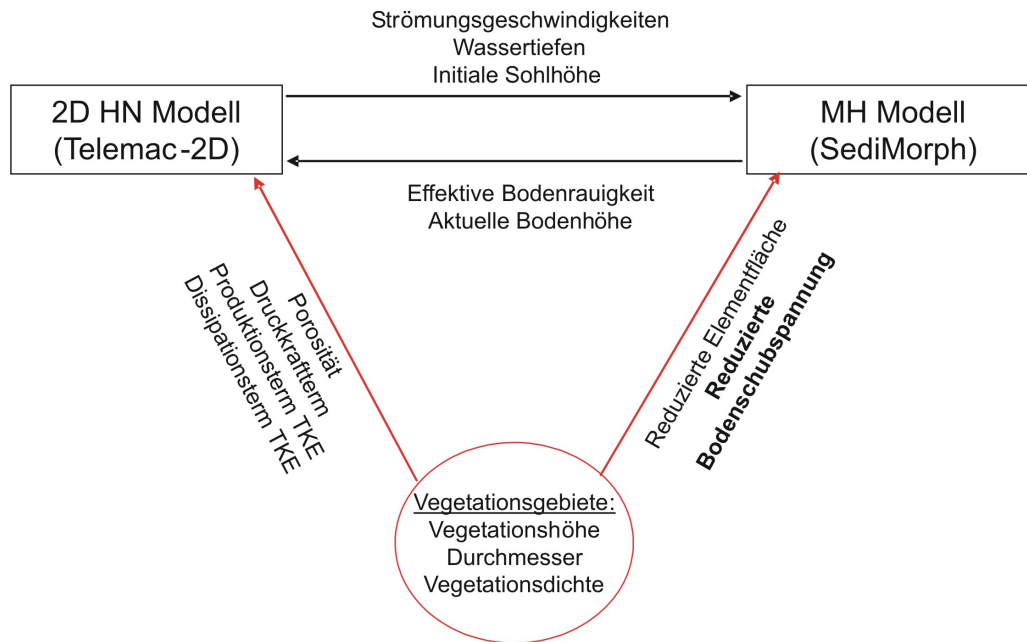 Strömungsgeschwindigkeiten
Wassertiefen
Initiale Sohlhöhe
2D HN Modell
(Telemac-2D)
MH Modell
(SediMorph)
Effektive Bodenrauigkeit
Aktuelle Bodenhöhe
Porosität
Druckkraftterm
Produktionsterm TKE
Dissipationsterm TKE
Reduzierte Elementfläche
Reduzierte
Bodenschubspannung
Vegetationsgebiete:
Vegetationshöhe
Durchmesser
Vegetationsdichte